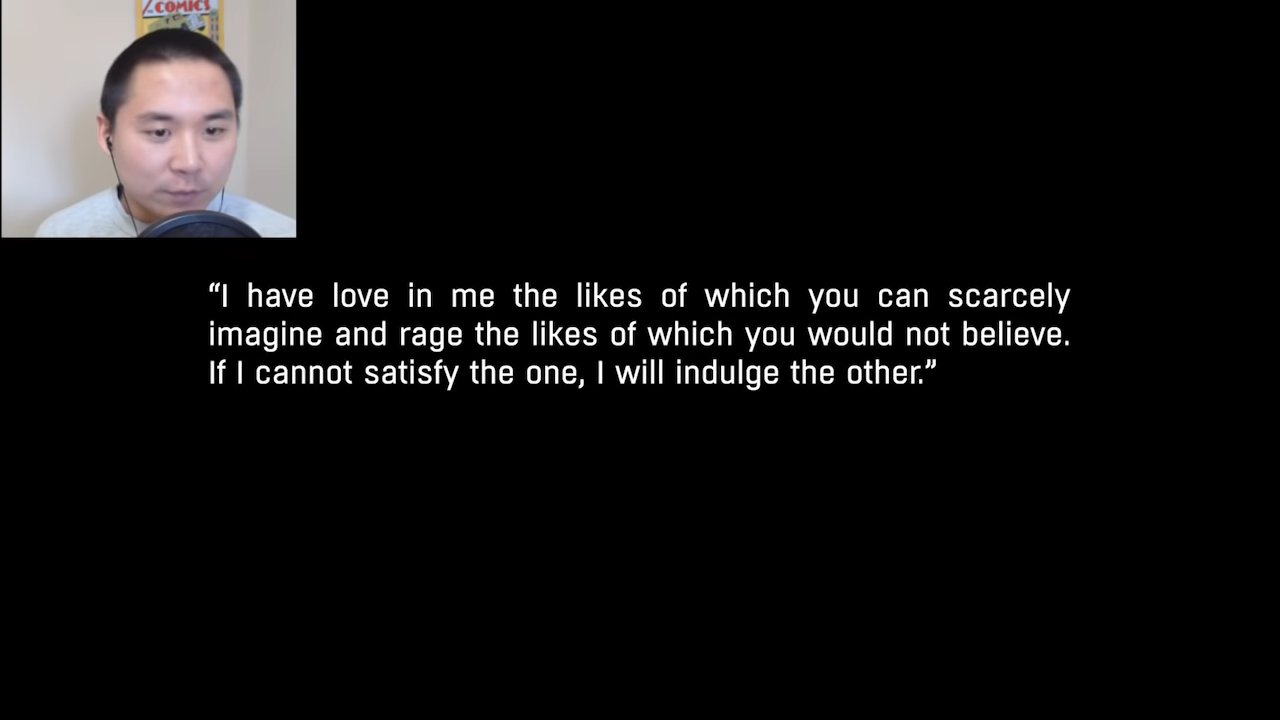 COMICS
“I have love in me the likes of which you can scarcely
imagine and rage the likes of which you would not believe.
If I cannot satisfy the one, I will indulge the other.”